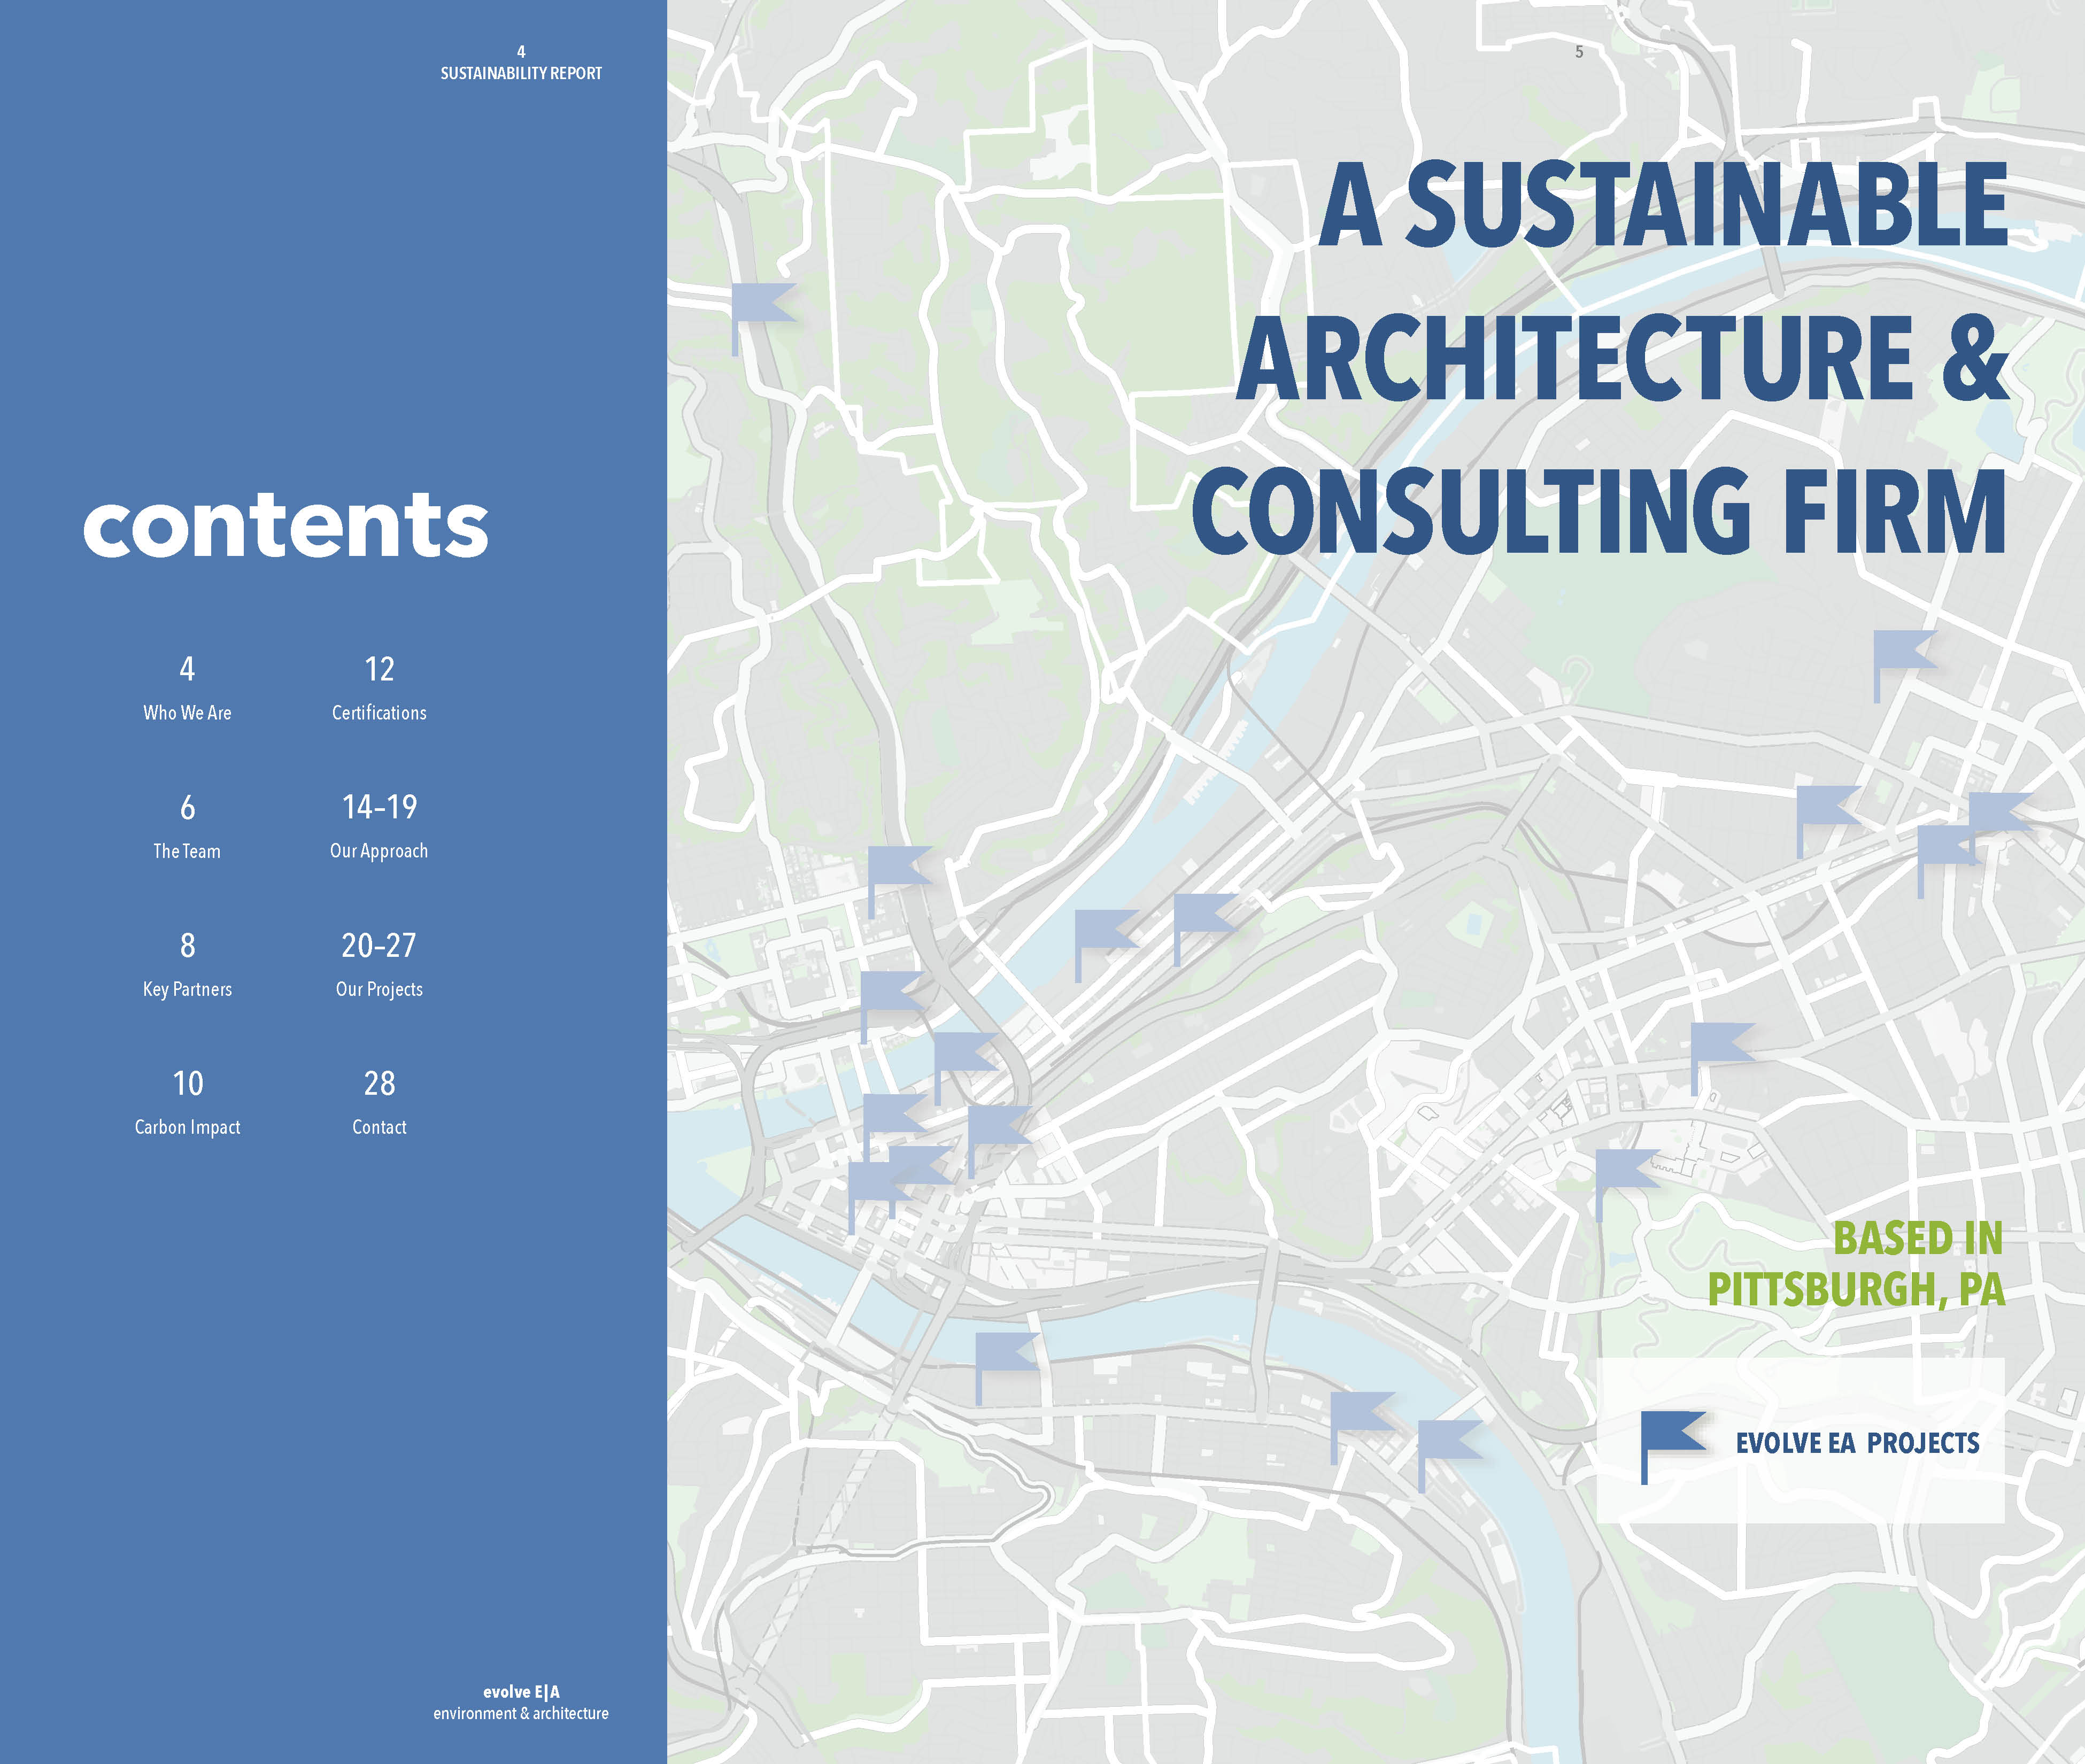 4
SUSTAINABILITY REPORT
contents
4
Who We Are
12
Certifications
6
The Team
14–19
Our Approach
8
Key Partners
20–27
Our Projects
10
Carbon Impact
28
Contact
evolve E|A
environment & architecture
5
A SUSTAINABLE
ARCHITECTURE &
CONSULTING FIRM
BASED IN
PITTSBURGH, PA
EVOLVE EA PROJECTS